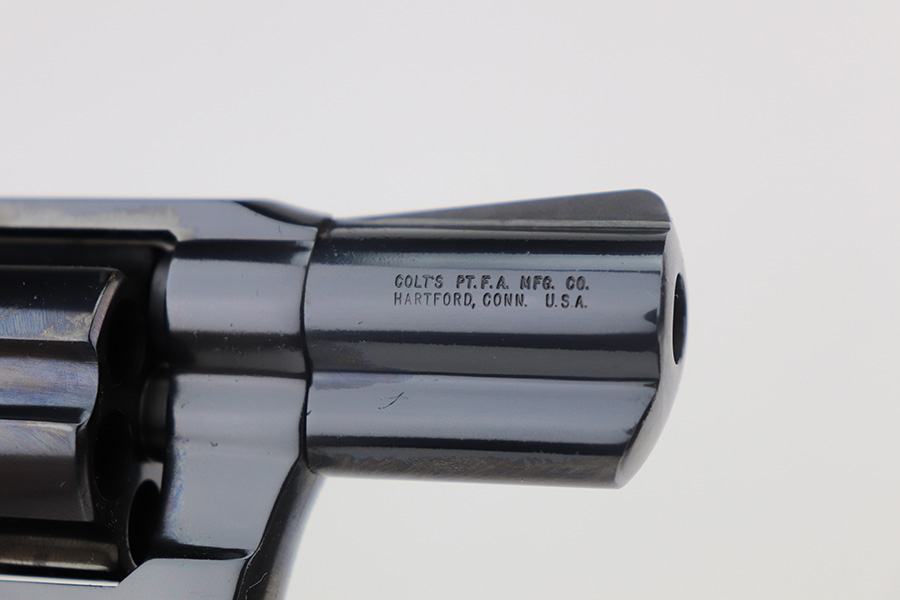 COLT'S PT. F. A. MFG. CO.
HARTFORD, CONN. U.S.A.